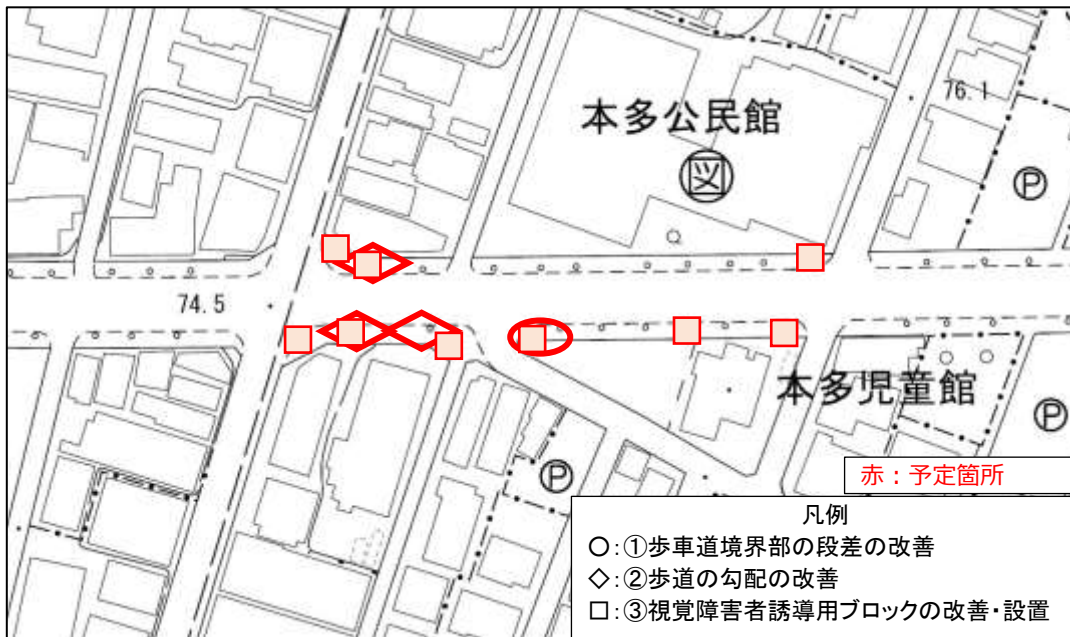 本多公民館
図
76.1
P
74.5
本多児童館
P
P
赤：予定箇所
凡例
○：①歩車道境界部の段差の改善
◇：②歩道の勾配の改善
□：③視覚障害者誘導用ブロックの改善・設置